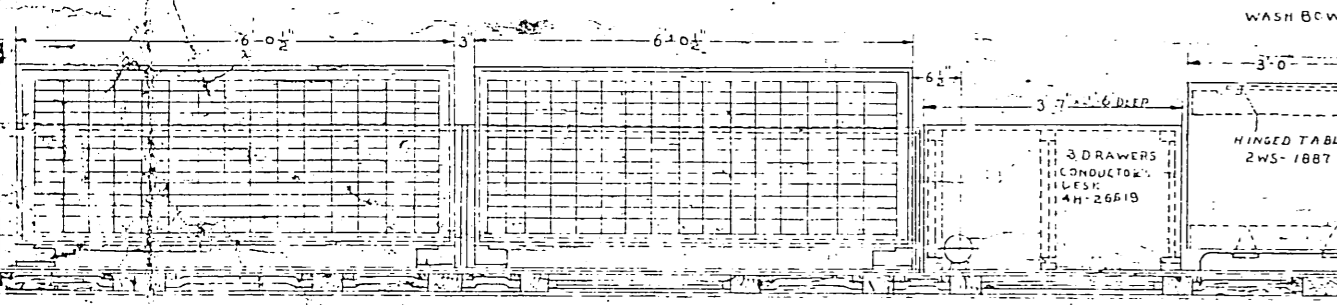 WASH BOW
6'-0½"
3"
6'-0½"
6½"
3'-7" x 1'-6 DEEP
3'-0"
HINGED TABL
2WS-1887
3 DRAWERS
CONDUCTOR'S
DESK
4H-26619